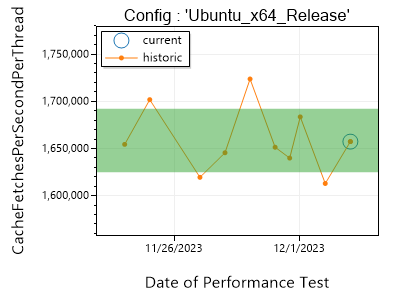 Config : 'Ubuntu_x64_Release'
CacheFetchesPerSecondPerThread
current
historic
1,750,000
1,700,000
1,650,000
1,600,000
11/26/2023
12/1/2023
Date of Performance Test